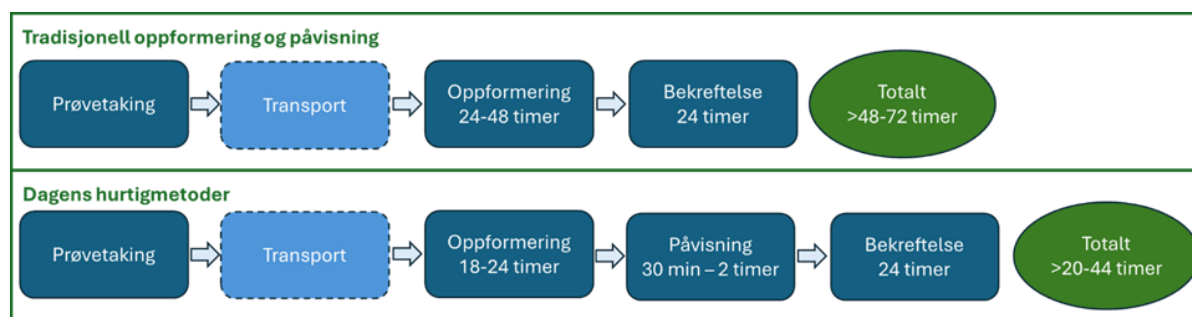 Tradisjonell oppformering og påvisning
Prøvetaking
Transport
Oppformering
24-48 timer
Bekreftelse
24 timer
Totalt
>48-72 timer
Dagens hurtigmetoder
Prøvetaking
Transport
Oppformering
18-24 timer
Påvisning
30 min – 2 timer
Bekreftelse
24 timer
Totalt
>20-44 timer